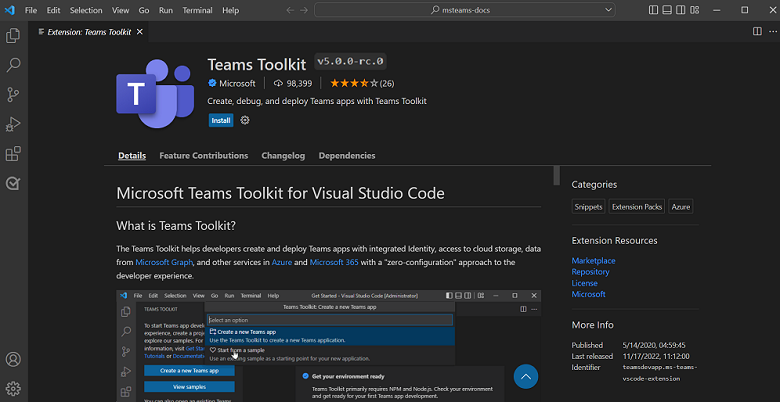 File Edit Selection View Go Run Terminal Help
msteams-docs
Extension: Teams Toolkit
Teams Toolkit v5.0.0-rc.0
Microsoft 98,399 (26)
Create, debug, and deploy Teams apps with Teams Toolkit
Install
Details Feature Contributions Changelog Dependencies
Microsoft Teams Toolkit for Visual Studio Code
What is Teams Toolkit?
The Teams Toolkit helps developers create and deploy Teams apps with integrated Identity, access to cloud storage, data
from Microsoft Graph, and other services in Azure and Microsoft 365 with a "zero-configuration" approach to the
developer experience.
File Edit Selection View Go Run Terminal Help Get Started - Visual Studio Code [Administrator]
TEAMS TOOLKIT
Teams Toolkit: Create a new Teams app
Select an option
To start Teams app
Create a new Teams app
Use the Teams Toolkit to create a new Teams application.
explore our samples. For
Start from a sample
information, visit Get
Use an existing sample as a starting point for your new application.
Tutorials or Documentation
Create a new Teams app
View samples
You can also open an existing Teams
Get your environment ready
Teams Toolkit primarily requires NPM and Node.js. Check your environment
and get ready for your first Teams app development.
Categories
Snippets Extension Packs Azure
Extension Resources
Marketplace
Repository
License
Microsoft
More Info
Published 5/14/2020, 04:59:45
Last released 11/17/2022, 11:12:00
Identifier teamsdevapp.ms-teams-
vscode-extension